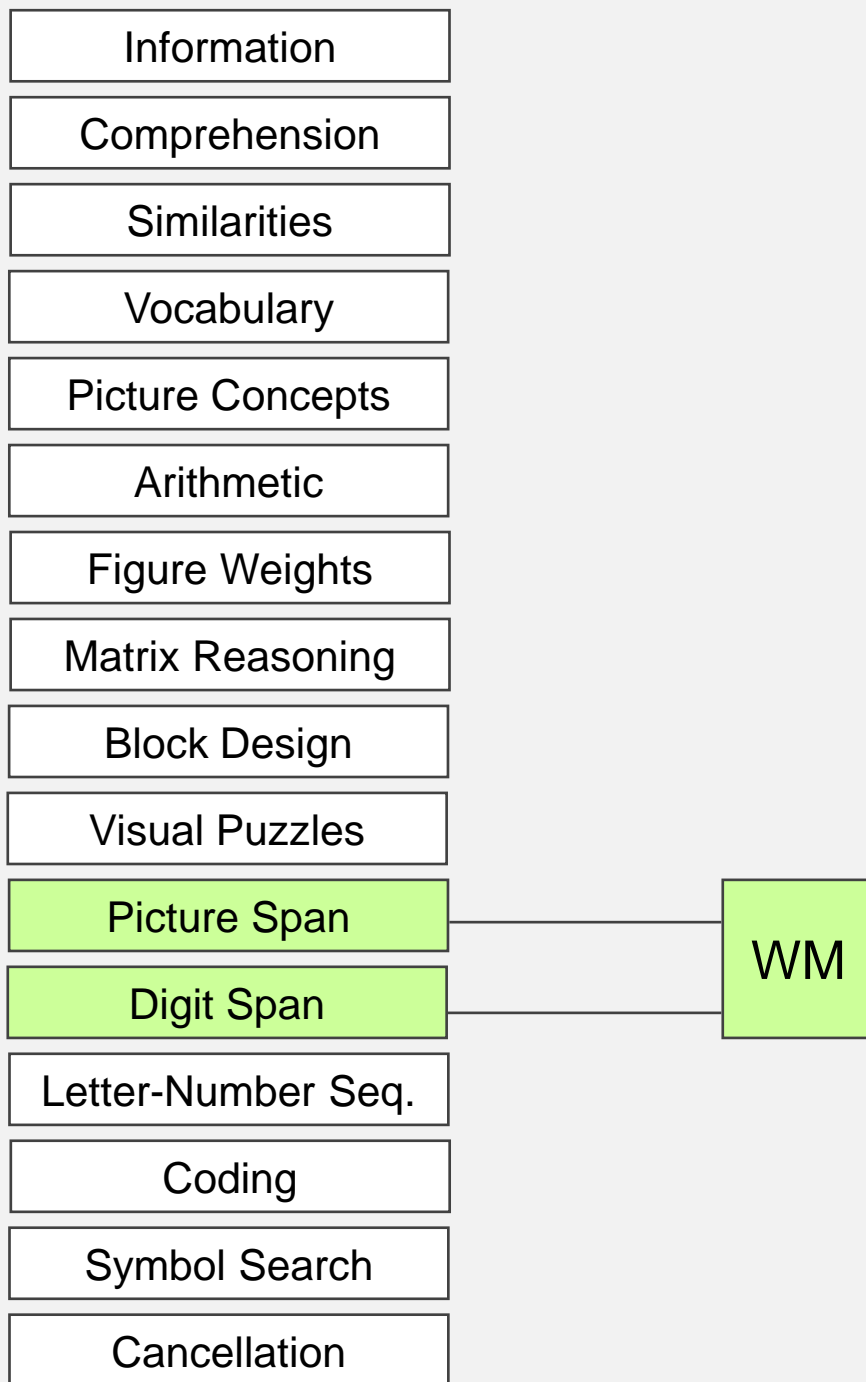 Information
Comprehension
Similarities
Vocabulary
Picture Concepts
Arithmetic
Figure Weights
Matrix Reasoning
Block Design
Visual Puzzles
Picture Span
WM
Digit Span
Letter-Number Seq.
Coding
Symbol Search
Cancellation